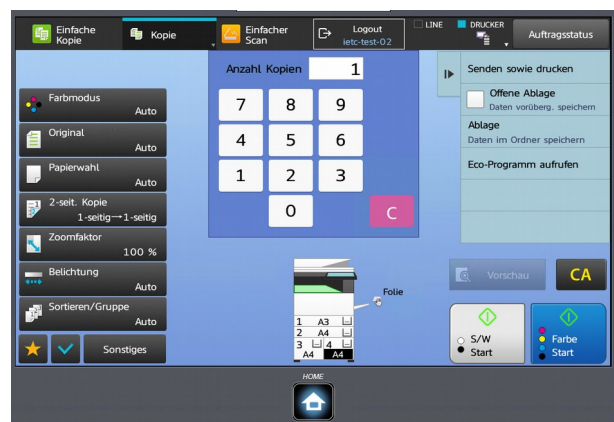 Einfache
Kopie
Kopie
Einfacher
Scan
Logout
ietc-test-02
LINE
DRUCKER
Auftragsstatus
Anzahl Kopien
1
7 8 9
4 5 6
1 2 3
0 C
Farbmodus
Auto
Original
Auto
Papierwahl
Auto
2-seit. Kopie
1-seitig→1-seitig
Zoomfaktor
100 %
Belichtung
Auto
Sortieren/Gruppe
Auto
Sonstiges
Folie
1 A3
2 A4
3 4
A4 A4
Senden sowie drucken
Offene Ablage
Daten vorüberg. speichern
Ablage
Daten im Ordner speichern
Eco-Programm aufrufen
Vorschau
CA
S/W
Start
Farbe
Start
HOME